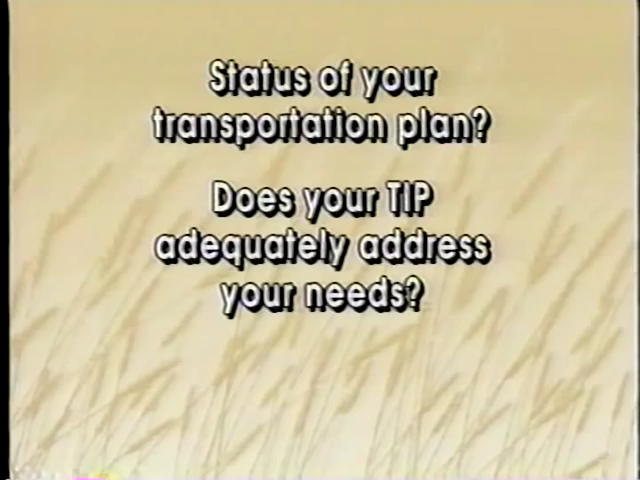 Status of your
transportation plan?
Does your TIP
adequately address
your needs?